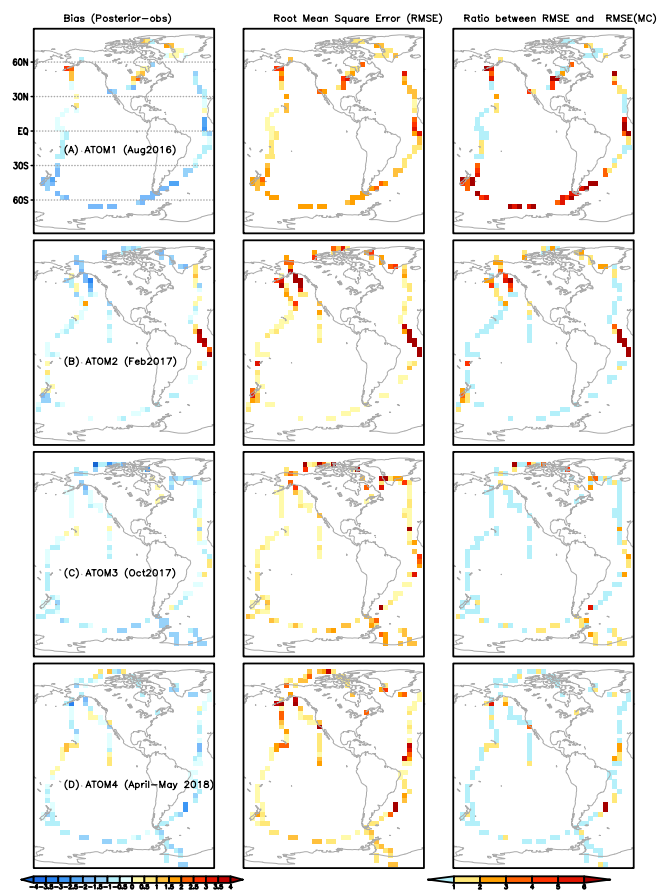 Bias (Posterior-obs)
Root Mean Square Error (RMSE)
Ratio between RMSE and RMSE(MC)
60N
30N
EQ
30S
60S
(A) ATOM1 (Aug2016)
(B) ATOM2 (Feb2017)
(C) ATOM3 (Oct2017)
(D) ATOM4 (April-May 2018)
-4 -3.5 -3 -2.5 -2 -1.5 -1 -0.5 0 0.5 1 1.5 2 2.5 3 3.5 4
1 2 3 4 5 6